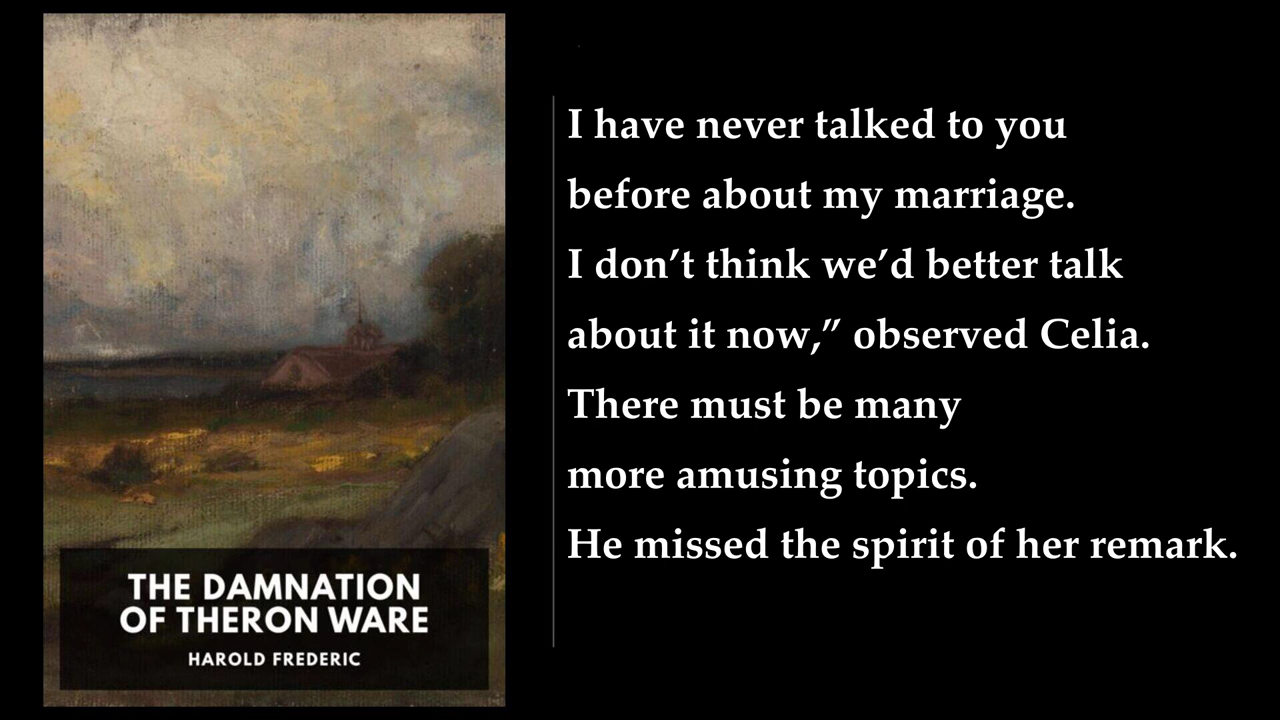 I have never talked to you
before about my marriage.
I don’t think we’d better talk
about it now,” observed Celia.
There must be many
more amusing topics.
He missed the spirit of her remark.
THE DAMNATION
OF THERON WARE
HAROLD FREDERIC